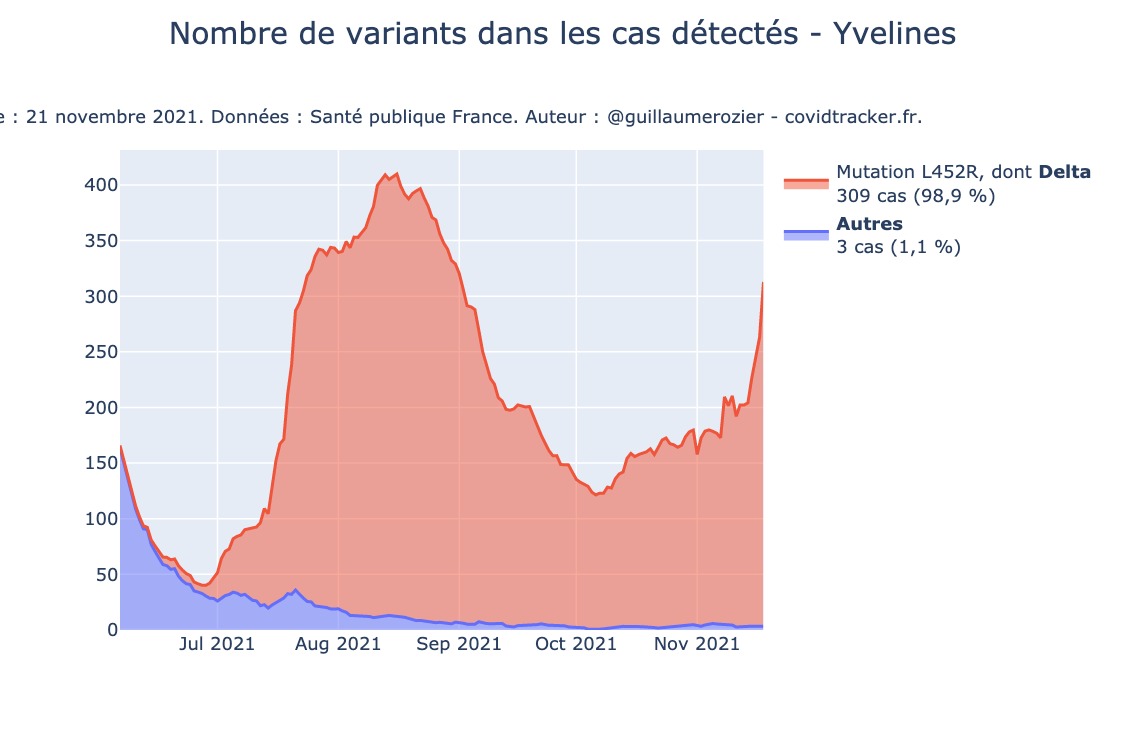 Nombre de variants dans les cas détectés - Yvelines
: 21 novembre 2021. Données : Santé publique France. Auteur : @guillaumerozier - covidtracker.fr.
Mutation L452R, dont Delta
309 cas (98,9 %)
Autres
3 cas (1,1 %)
400
350
300
250
200
150
100
50
0
Jul 2021 Aug 2021 Sep 2021 Oct 2021 Nov 2021